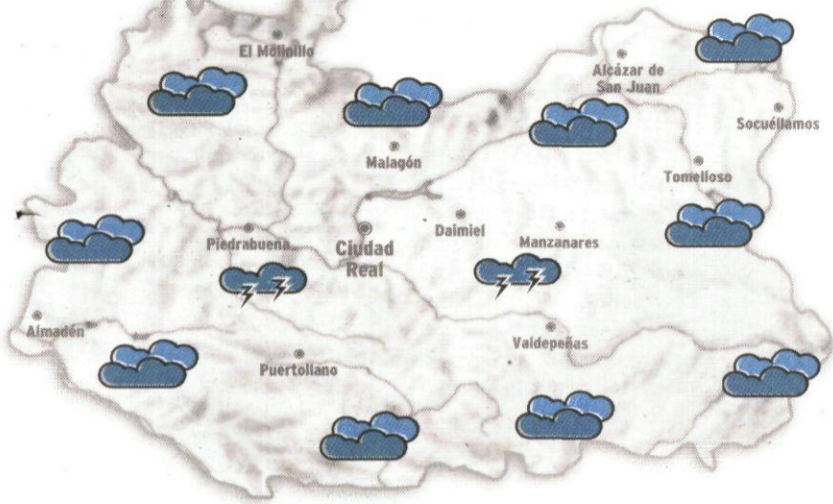 El Molinillo
Alcázar de
San Juan
Socuéllamos
Malagón
Tomelloso
Piedrabuena
Ciudad
Real
Daimiel
Manzanares
Almadén
Valdepeñas
Puertollano